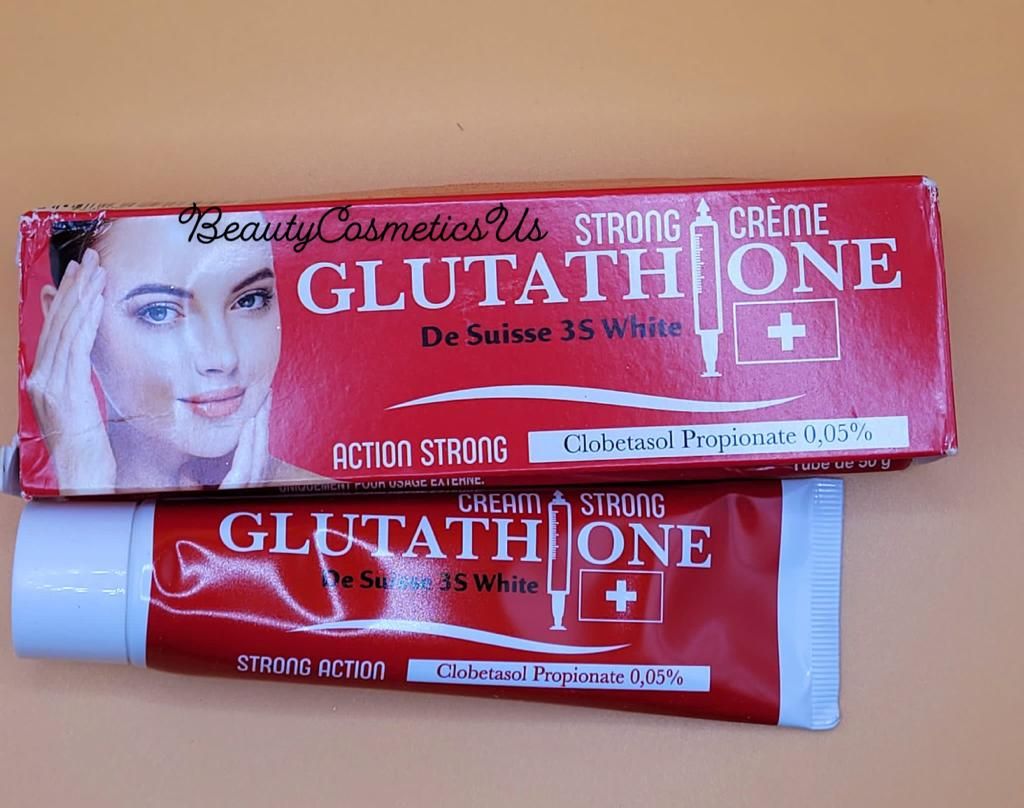 BeautyCosmeticsUs
STRONG CRÈME
GLUTATHIONE
De Suisse 3S White
ACTION STRONG
Clobetasol Propionate 0,05%
Tube de 50 g
UNIQUEMENT POUR USAGE EXTERNE.
CREAM STRONG
GLUTATHIONE
De Suisse 3S White
STRONG ACTION
Clobetasol Propionate 0,05%